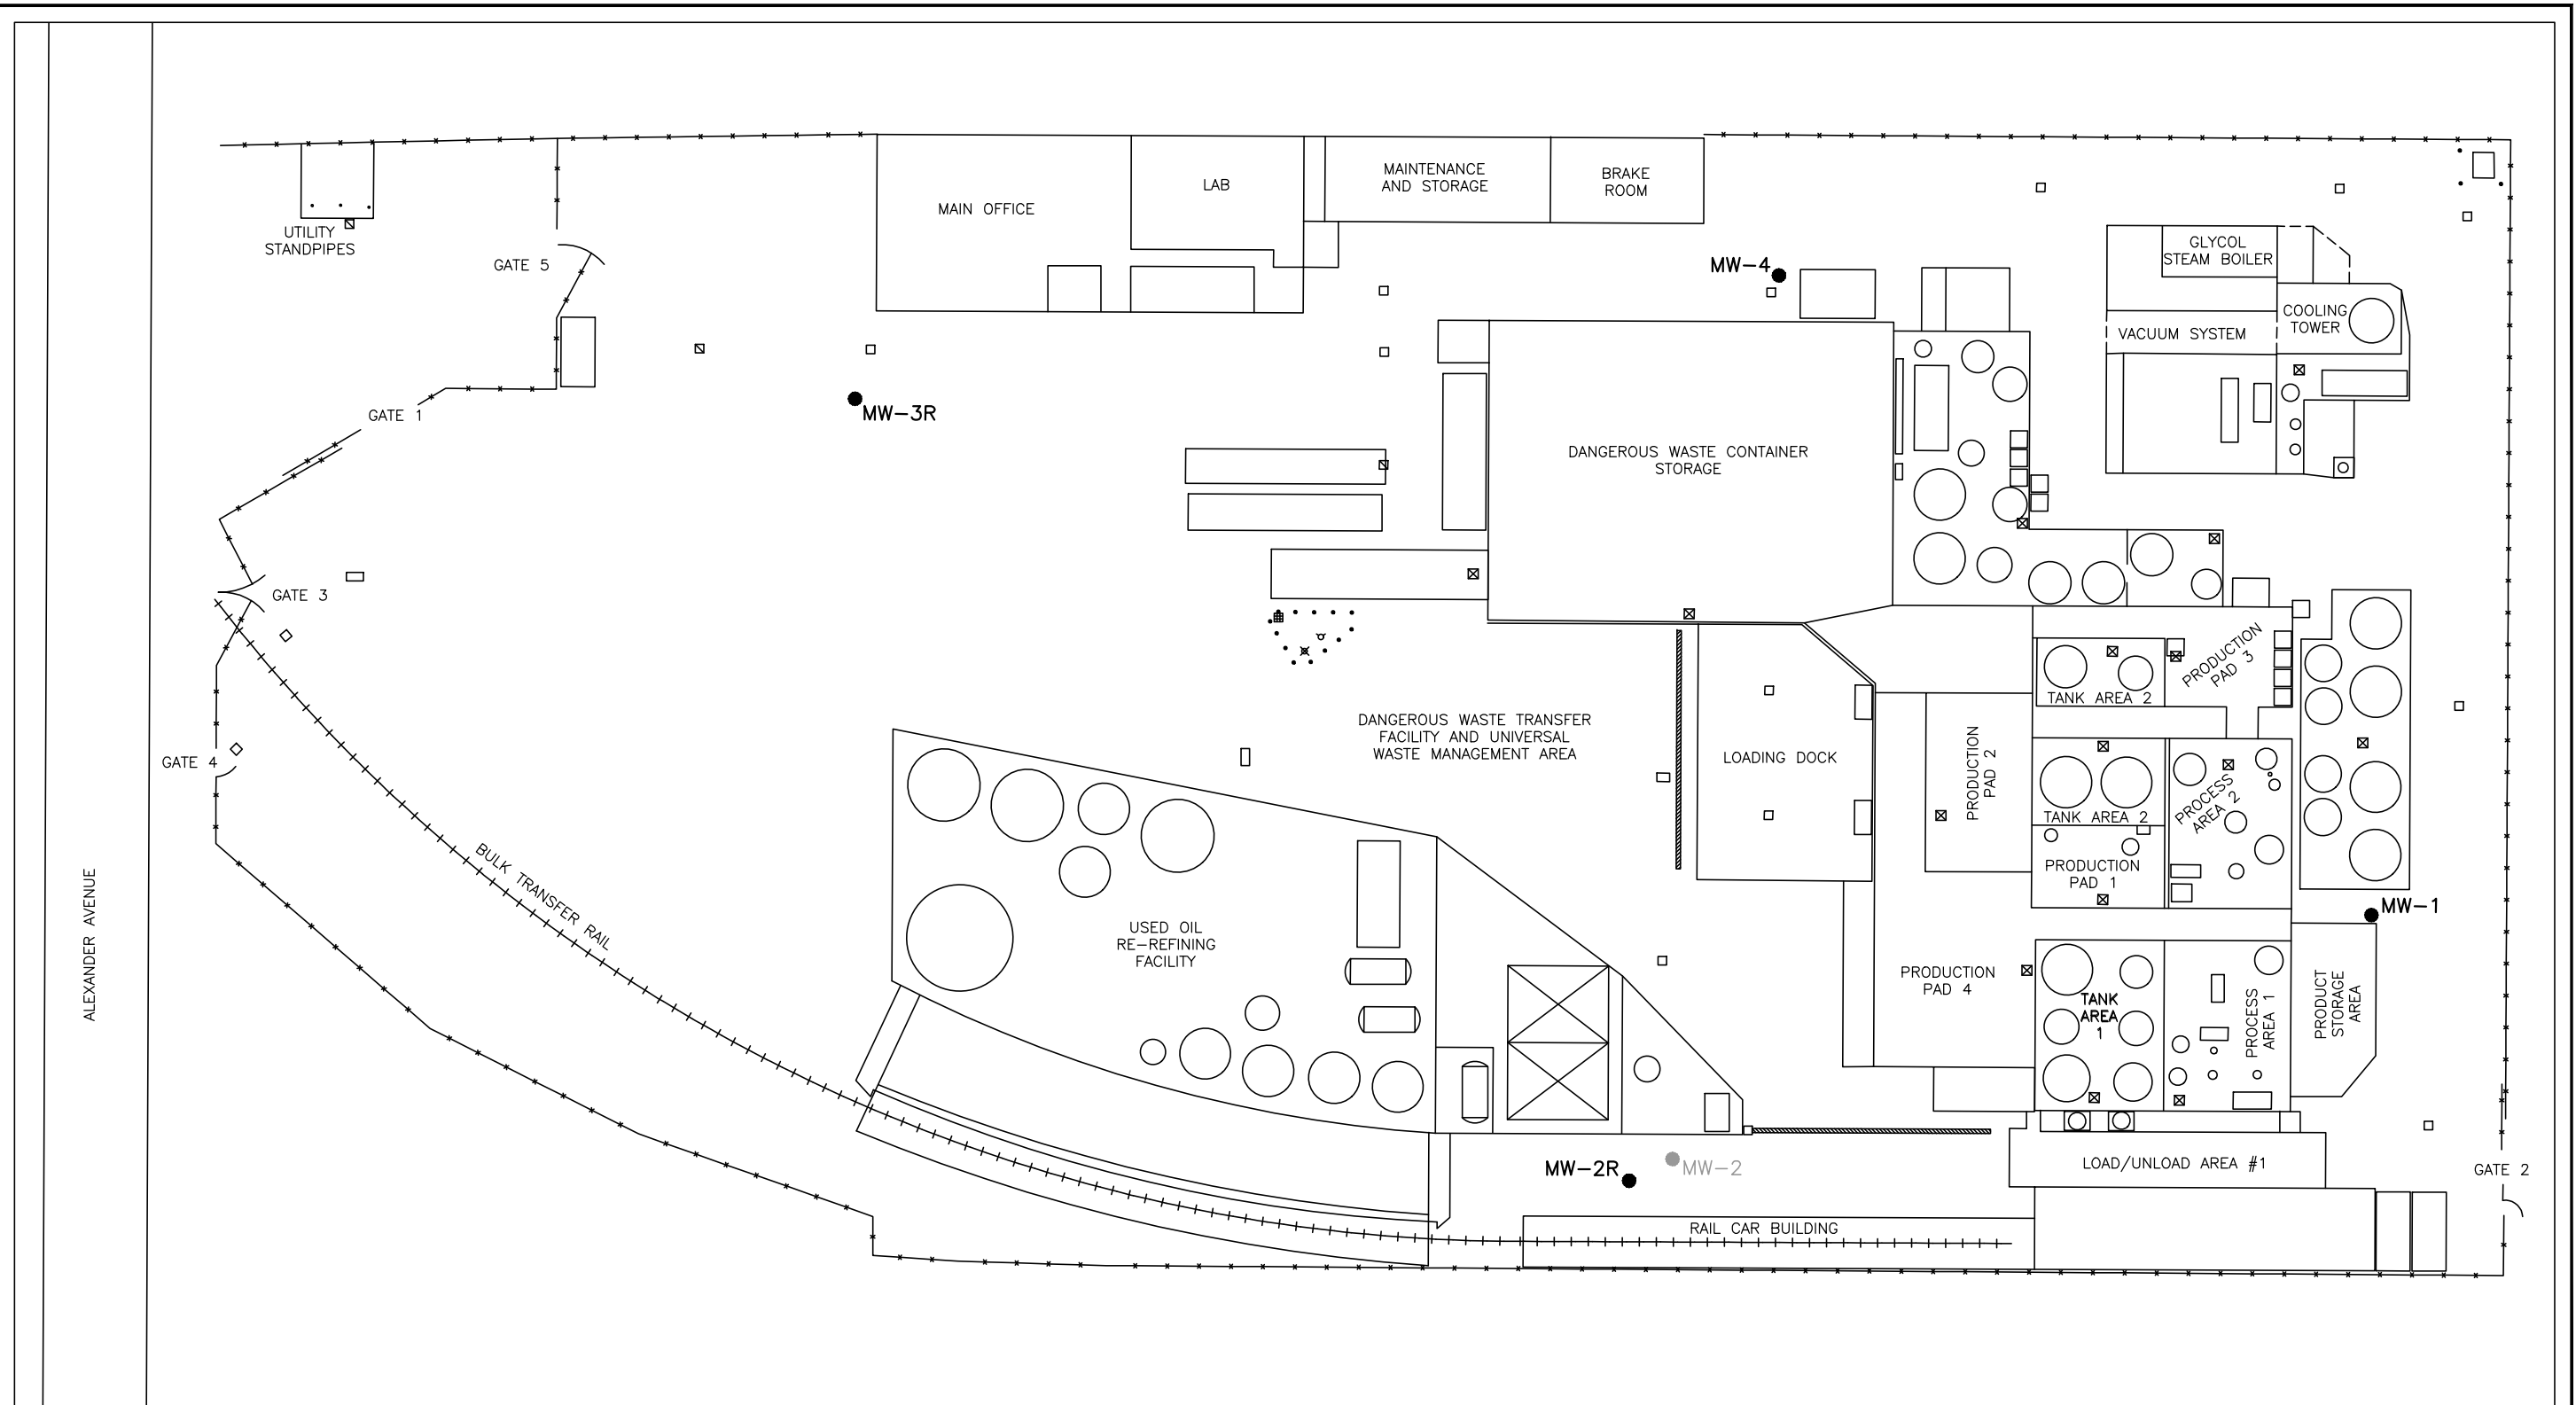 MAINTENANCE
AND STORAGE
BRAKE
ROOM
LAB
MAIN OFFICE
UTILITY
STANDPIPES
GATE 5
MW-4
GLYCOL
STEAM BOILER
COOLING
TOWER
VACUUM SYSTEM
GATE 1
MW-3R
DANGEROUS WASTE CONTAINER
STORAGE
GATE 3
PRODUCTION
PAD 3
TANK AREA 2
DANGEROUS WASTE TRANSFER
FACILITY AND UNIVERSAL
WASTE MANAGEMENT AREA
LOADING DOCK
PRODUCTION
PAD 2
GATE 4
PROCESS
AREA 2
TANK AREA 2
PRODUCTION
PAD 1
BULK TRANSFER RAIL
MW-1
ALEXANDER AVENUE
USED OIL
RE-REFINING
FACILITY
PRODUCTION
PAD 4
TANK
AREA
1
PROCESS
AREA 1
PRODUCT
STORAGE
AREA
MW-2R
MW-2
LOAD/UNLOAD AREA #1
GATE 2
RAIL CAR BUILDING